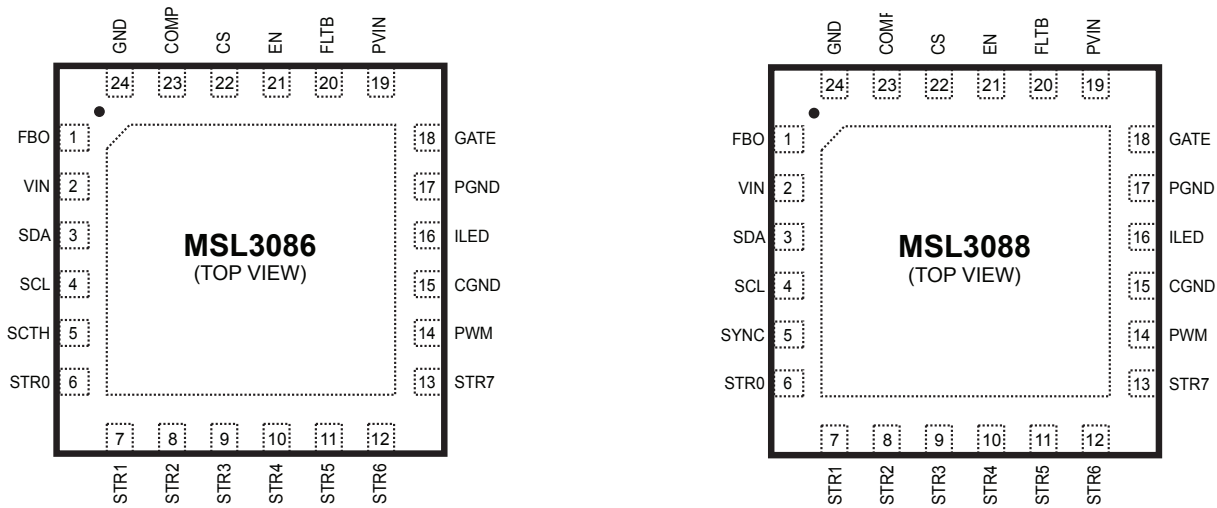 GND COMP CS EN FLTB PVIN
24 23 22 21 20 19
FBO 1 18 GATE
VIN 2 17 PGND
SDA 3 16 ILED
SCL 4 15 CGND
SCTH 5 14 PWM
STR0 6 13 STR7
MSL3086
(TOP VIEW)
7 8 9 10 11 12
STR1 STR2 STR3 STR4 STR5 STR6
GND COMP CS EN FLTB PVIN
24 23 22 21 20 19
FBO 1 18 GATE
VIN 2 17 PGND
SDA 3 16 ILED
SCL 4 15 CGND
SYNC 5 14 PWM
STR0 6 13 STR7
MSL3088
(TOP VIEW)
7 8 9 10 11 12
STR1 STR2 STR3 STR4 STR5 STR6